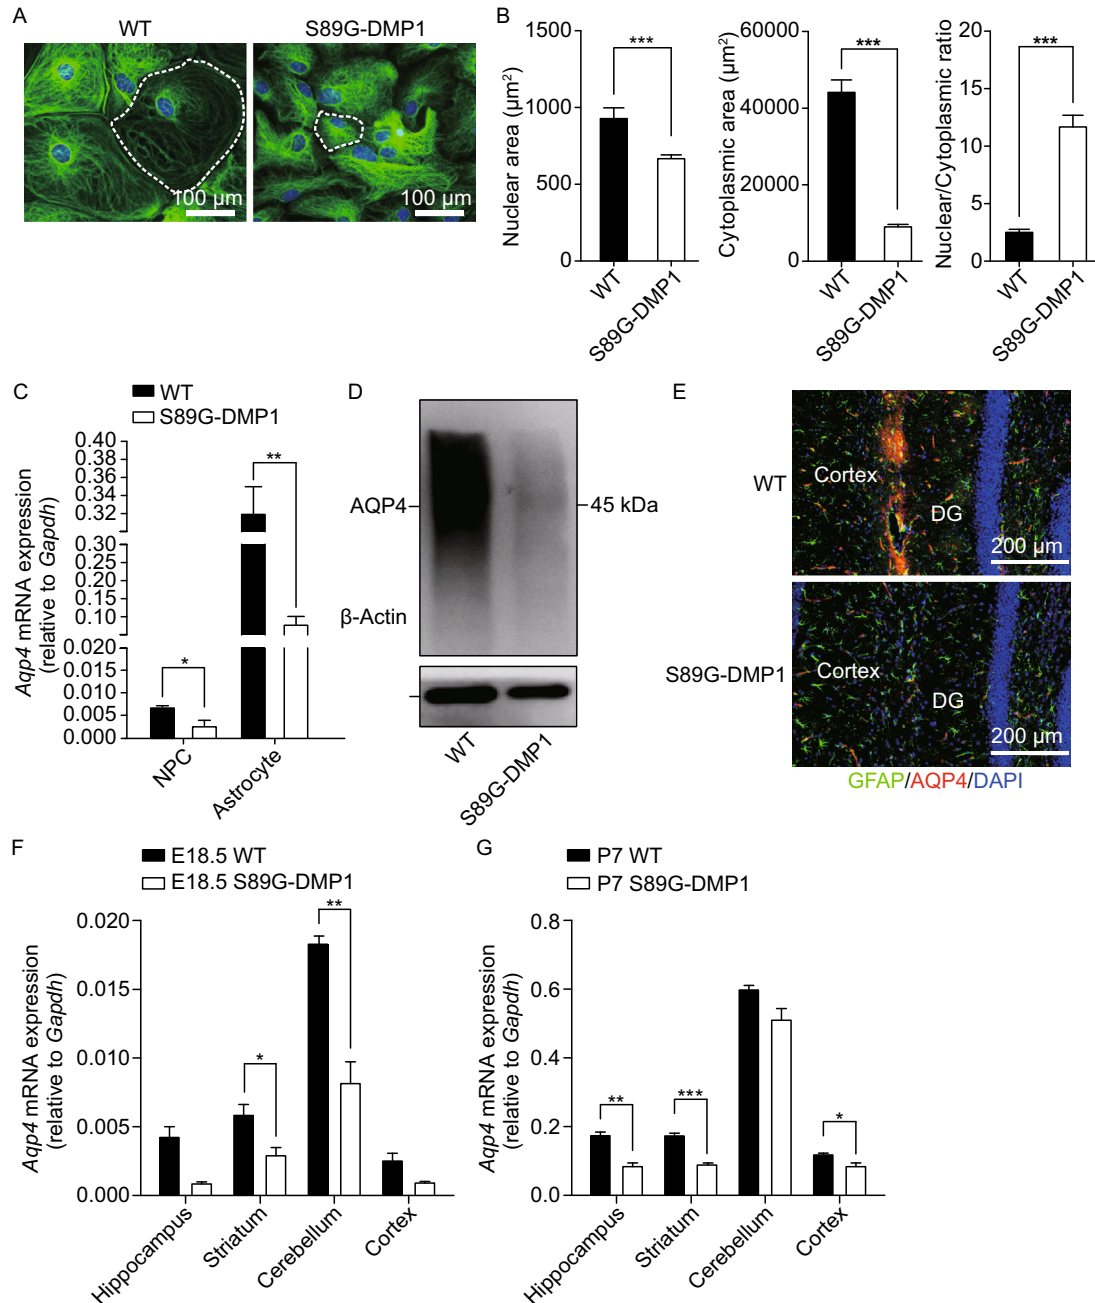 A
WT
S89G-DMP1
100 µm
100 µm
B
Nuclear area (µm²)
1500
1000
500
0
***
WT
S89G-DMP1
Cytoplasmic area (µm²)
60000
40000
20000
0
***
WT
S89G-DMP1
Nuclear/Cytoplasmic ratio
20
15
10
5
0
***
WT
S89G-DMP1
C
WT
S89G-DMP1
Aqp4 mRNA expression
(relative to Gapdh)
0.40
0.38
0.36
0.34
0.32
0.30
0.25
0.20
0.15
0.10
0.020
0.015
0.010
0.005
0.000
*
**
NPC
Astrocyte
D
AQP4
45 kDa
β-Actin
WT
S89G-DMP1
E
WT
Cortex
DG
200 µm
S89G-DMP1
Cortex
DG
200 µm
GFAP/AQP4/DAPI
F
E18.5 WT
E18.5 S89G-DMP1
Aqp4 mRNA expression
(relative to Gapdh)
0.020
0.015
0.010
0.005
0.000
*
**
Hippocampus
Striatum
Cerebellum
Cortex
G
P7 WT
P7 S89G-DMP1
Aqp4 mRNA expression
(relative to Gapdh)
0.8
0.6
0.4
0.2
0.0
**
***
*
Hippocampus
Striatum
Cerebellum
Cortex